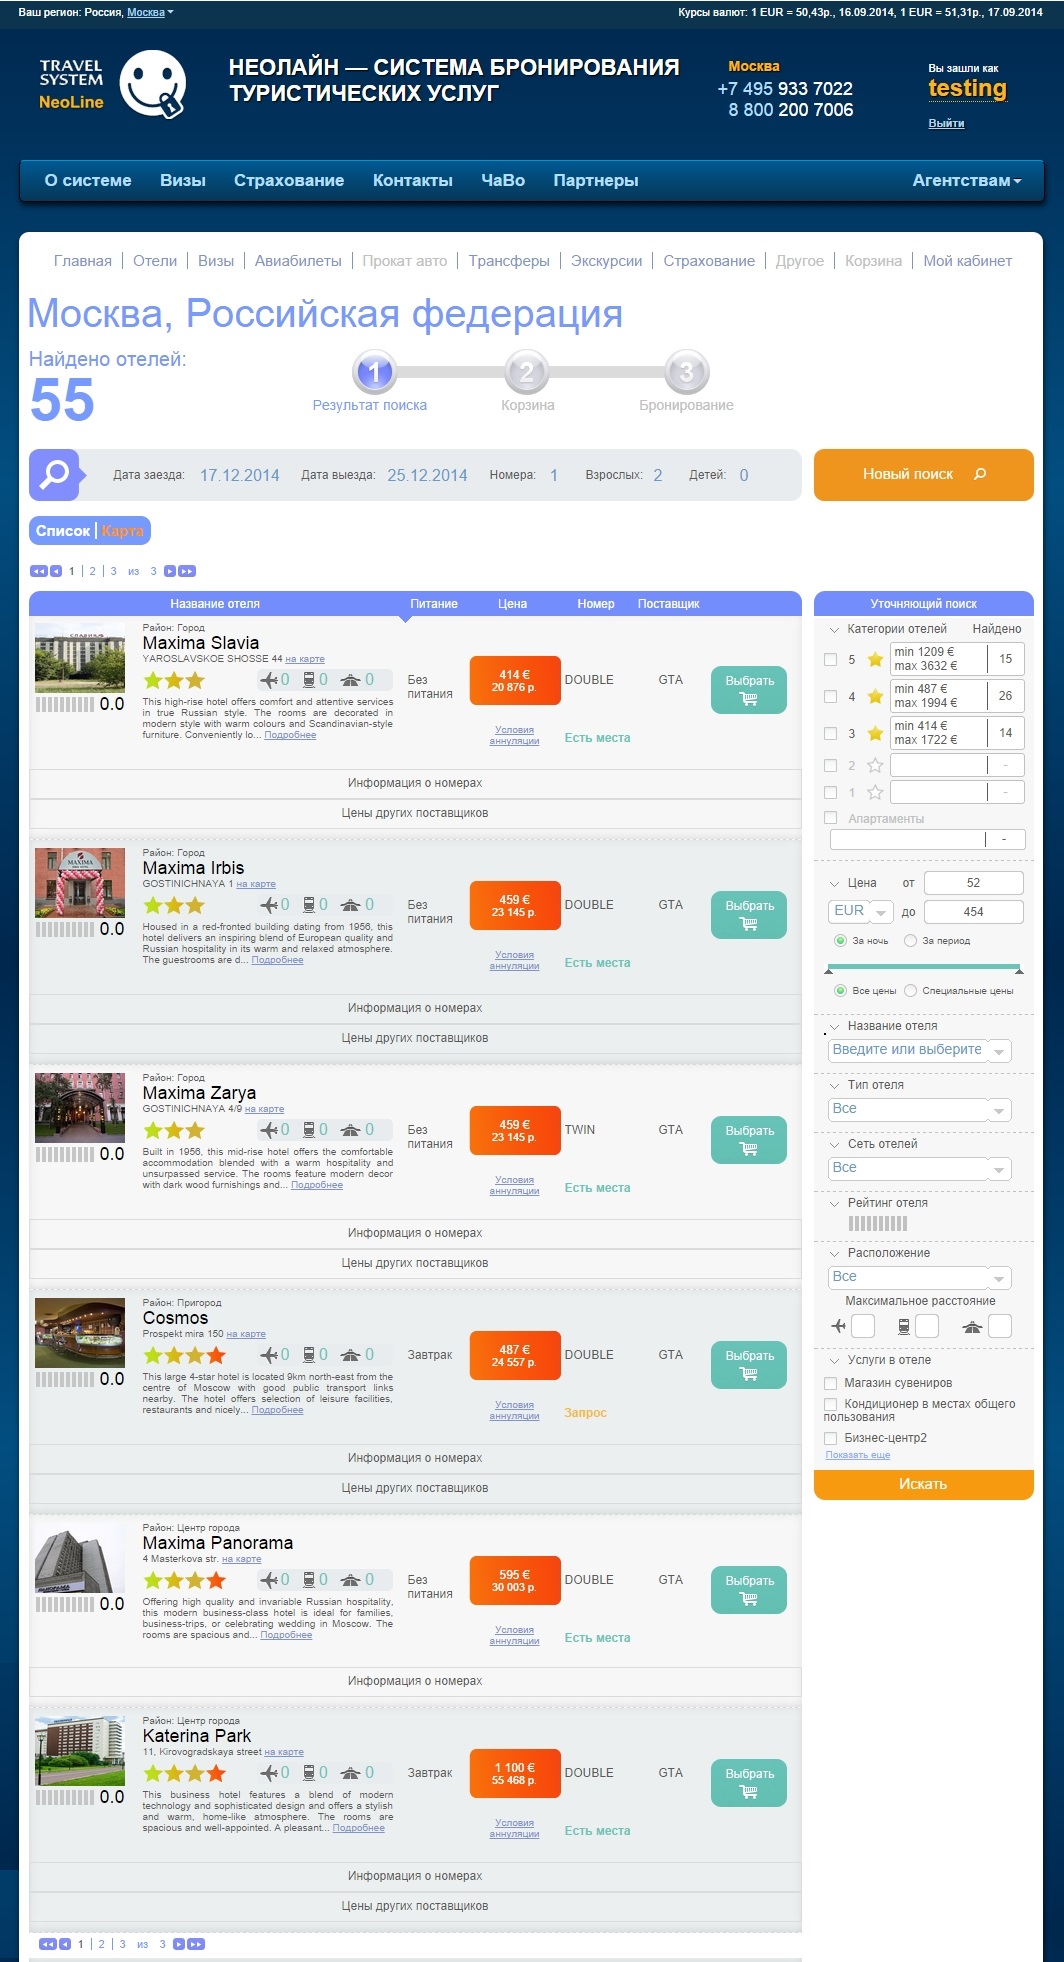 Ваш регион: Россия, Москва
Курсы валют: 1 EUR = 50,43р., 16.09.2014, 1 EUR = 51,31р., 17.09.2014
TRAVEL
SYSTEM
NeoLine
НЕОЛАЙН — СИСТЕМА БРОНИРОВАНИЯ
ТУРИСТИЧЕСКИХ УСЛУГ
Москва
+7 495 933 7022
8 800 200 7006
Вы зашли как
testing
Выйти
О системе Визы Страхование Контакты ЧаВо Партнеры Агентствам
Главная Отели Визы Авиабилеты Прокат авто Трансферы Экскурсии Страхование Другое Корзина Мой кабинет
Москва, Российская федерация
Найдено отелей:
55
1 2 3
Результат поиска Корзина Бронирование
Дата заезда: 17.12.2014 Дата выезда: 25.12.2014 Номера: 1 Взрослых: 2 Детей: 0
Новый поиск
Список | Карта
1 | 2 | 3 из 3
Название отеля Питание Цена Номер Поставщик
Район: Город
Maxima Slavia
YAROSLAVSKOE SHOSSE 44 на карте
0 0 0
0.0
This high-rise hotel offers comfort and attentive services
in true Russian style. The rooms are decorated in
modern style with warm colours and Scandinavian-style
furniture. Conveniently lo... Подробнее
Без
питания
414 €
20 876 р.
Условия
аннуляции
DOUBLE
Есть места
GTA
Выбрать
Информация о номерах
Цены других поставщиков
Район: Город
Maxima Irbis
GOSTINICHNAYA 1 на карте
0 0 0
0.0
Housed in a red-fronted building dating from 1956, this
hotel delivers an inspiring blend of European quality and
Russian hospitality in its warm and relaxed atmosphere.
The guestrooms are d... Подробнее
Без
питания
459 €
23 145 р.
Условия
аннуляции
DOUBLE
Есть места
GTA
Выбрать
Информация о номерах
Цены других поставщиков
Район: Город
Maxima Zarya
GOSTINICHNAYA 4/9 на карте
0 0 0
0.0
Built in 1956, this mid-rise hotel offers the comfortable
accommodation blended with a warm hospitality and
unsurpassed service. The rooms feature modern decor
with dark wood furnishings and... Подробнее
Без
питания
459 €
23 145 р.
Условия
аннуляции
TWIN
Есть места
GTA
Выбрать
Информация о номерах
Цены других поставщиков
Район: Пригород
Cosmos
Prospekt mira 150 на карте
0 0 0
0.0
This large 4-star hotel is located 9km north-east from the
centre of Moscow with good public transport links
nearby. The hotel offers selection of leisure facilities,
restaurants and nicely... Подробнее
Завтрак
487 €
24 557 р.
Условия
аннуляции
DOUBLE
Запрос
GTA
Выбрать
Информация о номерах
Цены других поставщиков
Район: Центр города
Maxima Panorama
4 Masterkova str. на карте
0 0 0
0.0
Offering high quality and invariable Russian hospitality,
this modern business-class hotel is ideal for families,
business-trips, or celebrating wedding in Moscow. The
rooms are spacious and... Подробнее
Без
питания
595 €
30 003 р.
Условия
аннуляции
DOUBLE
Есть места
GTA
Выбрать
Информация о номерах
Район: Центр города
Katerina Park
11, Kirovogradskaya street на карте
0 0 0
0.0
This business hotel features a blend of modern
technology and sophisticated design and offers a stylish
and warm, home-like atmosphere. The rooms are
spacious and well-appointed. A pleasant... Подробнее
Завтрак
1 100 €
55 468 р.
Условия
аннуляции
DOUBLE
Есть места
GTA
Выбрать
Информация о номерах
Цены других поставщиков
1 | 2 | 3 из 3
Уточняющий поиск
Категории отелей Найдено
5 min 1209 € max 3632 € 15
4 min 487 € max 1994 € 26
3 min 414 € max 1722 € 14
2 -
1 -
Апартаменты
-
Цена от 52
EUR до 454
За ночь За период
Все цены Специальные цены
Название отеля
Введите или выберите
Тип отеля
Все
Сеть отелей
Все
Рейтинг отеля
Расположение
Все
Максимальное расстояние
Услуги в отеле
Магазин сувениров
Кондиционер в местах общего
пользования
Бизнес-центр2
Показать еще
Искать